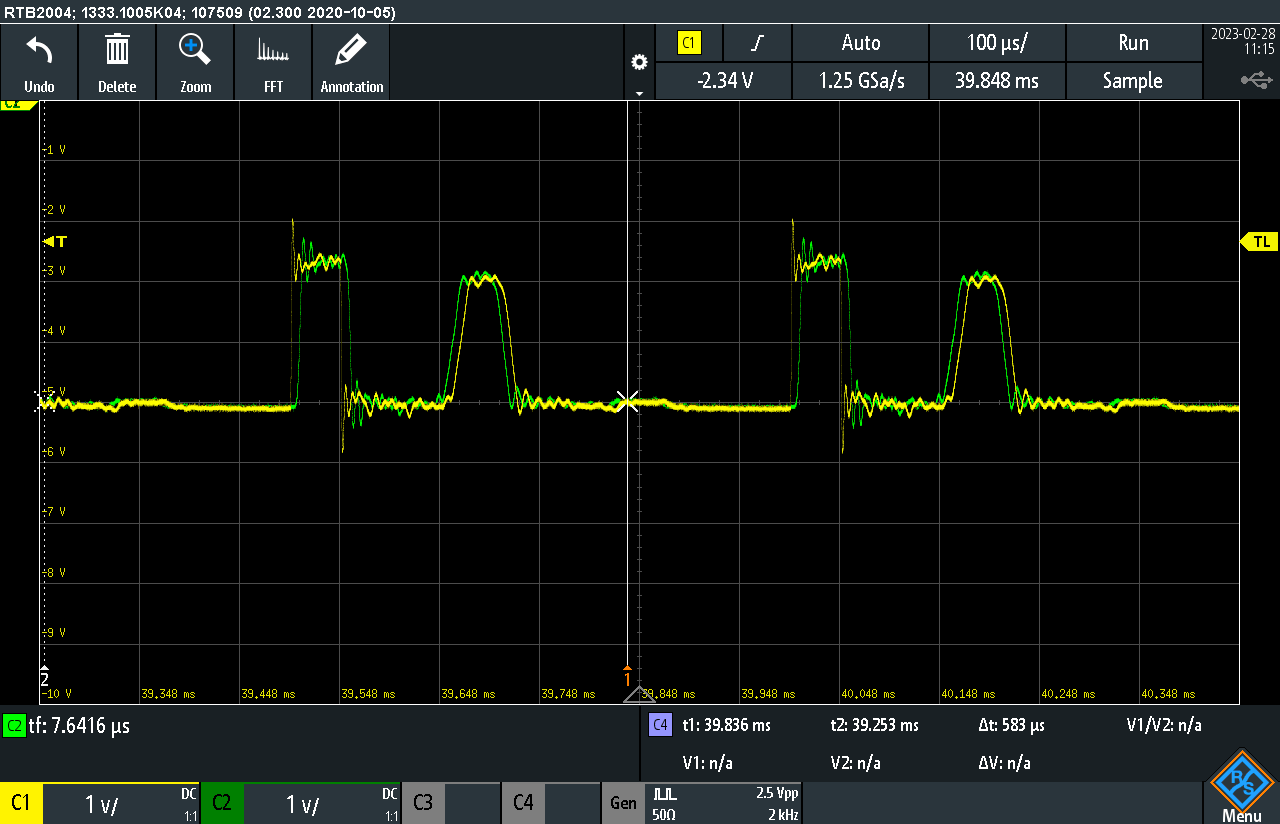 RTB2004; 1333.1005K04; 107509 (02.300 2020-10-05)
Undo
Delete
Zoom
FFT
Annotation
C1
Auto
100 µs/
Run
-2.34 V
1.25 GSa/s
39.848 ms
Sample
2023-02-28
11:15
C2
-1 V
-2 V
T
TL
-3 V
-4 V
-5 V
-6 V
-7 V
-8 V
-9 V
2
1
-10 V
39,348 ms
39,448 ms
39,548 ms
39,648 ms
39,748 ms
39,848 ms
39,948 ms
40,048 ms
40,148 ms
40,248 ms
40,348 ms
C2 tf: 7.6416 µs
C4 t1: 39.836 ms t2: 39.253 ms Δt: 583 µs V1/V2: n/a
V1: n/a V2: n/a ΔV: n/a
C1 1 V/ DC 1:1
C2 1 V/ DC 1:1
C3
C4
Gen 2.5 Vpp
50Ω 2 kHz
R&S
Menu